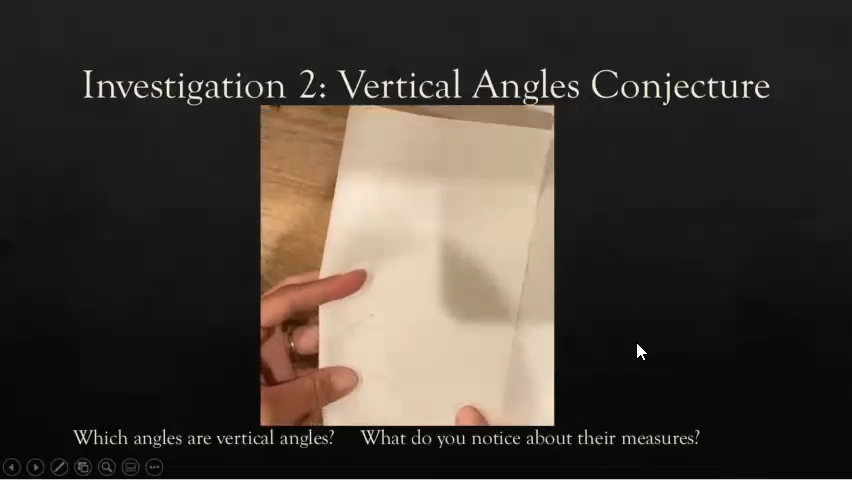 Investigation 2: Vertical Angles Conjecture
Which angles are vertical angles? What do you notice about their measures?